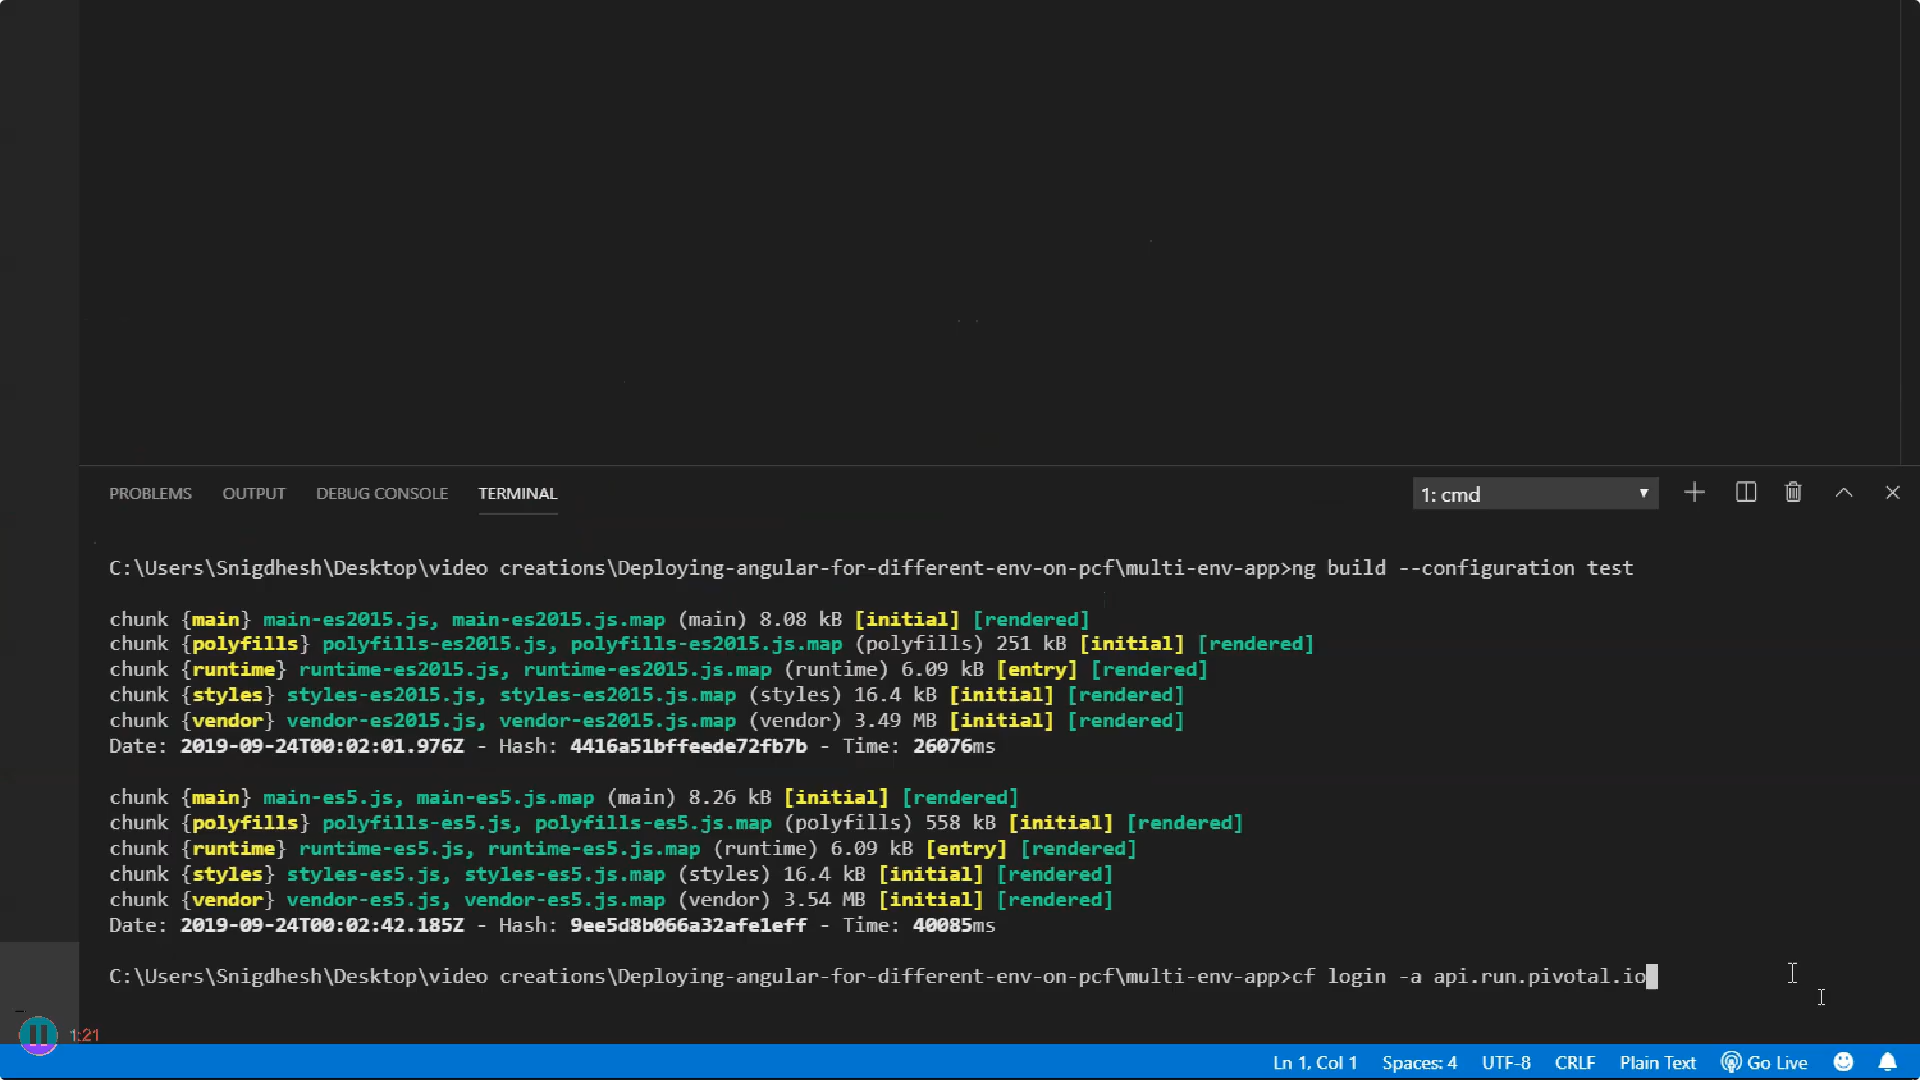 PROBLEMS OUTPUT DEBUG CONSOLE TERMINAL 1: cmd
C:\Users\Snigdhesh\Desktop\video creations\Deploying-angular-for-different-env-on-pcf\multi-env-app>ng build --configuration test
chunk {main} main-es2015.js, main-es2015.js.map (main) 8.08 kB [initial] [rendered]
chunk {polyfills} polyfills-es2015.js, polyfills-es2015.js.map (polyfills) 251 kB [initial] [rendered]
chunk {runtime} runtime-es2015.js, runtime-es2015.js.map (runtime) 6.09 kB [entry] [rendered]
chunk {styles} styles-es2015.js, styles-es2015.js.map (styles) 16.4 kB [initial] [rendered]
chunk {vendor} vendor-es2015.js, vendor-es2015.js.map (vendor) 3.49 MB [initial] [rendered]
Date: 2019-09-24T00:02:01.976Z - Hash: 4416a51bffeede72fb7b - Time: 26076ms
chunk {main} main-es5.js, main-es5.js.map (main) 8.26 kB [initial] [rendered]
chunk {polyfills} polyfills-es5.js, polyfills-es5.js.map (polyfills) 558 kB [initial] [rendered]
chunk {runtime} runtime-es5.js, runtime-es5.js.map (runtime) 6.09 kB [entry] [rendered]
chunk {styles} styles-es5.js, styles-es5.js.map (styles) 16.4 kB [initial] [rendered]
chunk {vendor} vendor-es5.js, vendor-es5.js.map (vendor) 3.54 MB [initial] [rendered]
Date: 2019-09-24T00:02:42.185Z - Hash: 9ee5d8b066a32afe1eff - Time: 40085ms
C:\Users\Snigdhesh\Desktop\video creations\Deploying-angular-for-different-env-on-pcf\multi-env-app>cf login -a api.run.pivotal.io
1:21
Ln 1, Col 1 Spaces: 4 UTF-8 CRLF Plain Text Go Live